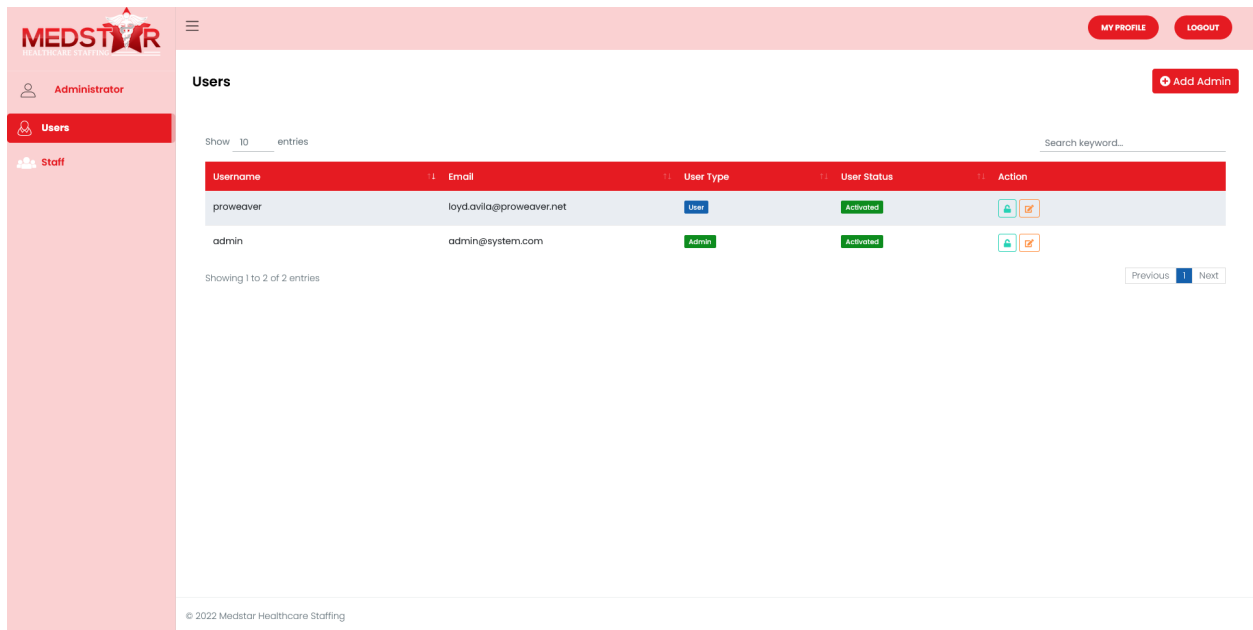 MEDSTAR
HEALTHCARE STAFFING
MY PROFILE
LOGOUT
Administrator
Users
Staff
Users
Add Admin
Show 10 entries
Search keyword...
Username Email User Type User Status Action
proweaver loyd.avila@proweaver.net User Activated
admin admin@system.com Admin Activated
Showing 1 to 2 of 2 entries
Previous 1 Next
© 2022 Medstar Healthcare Staffing